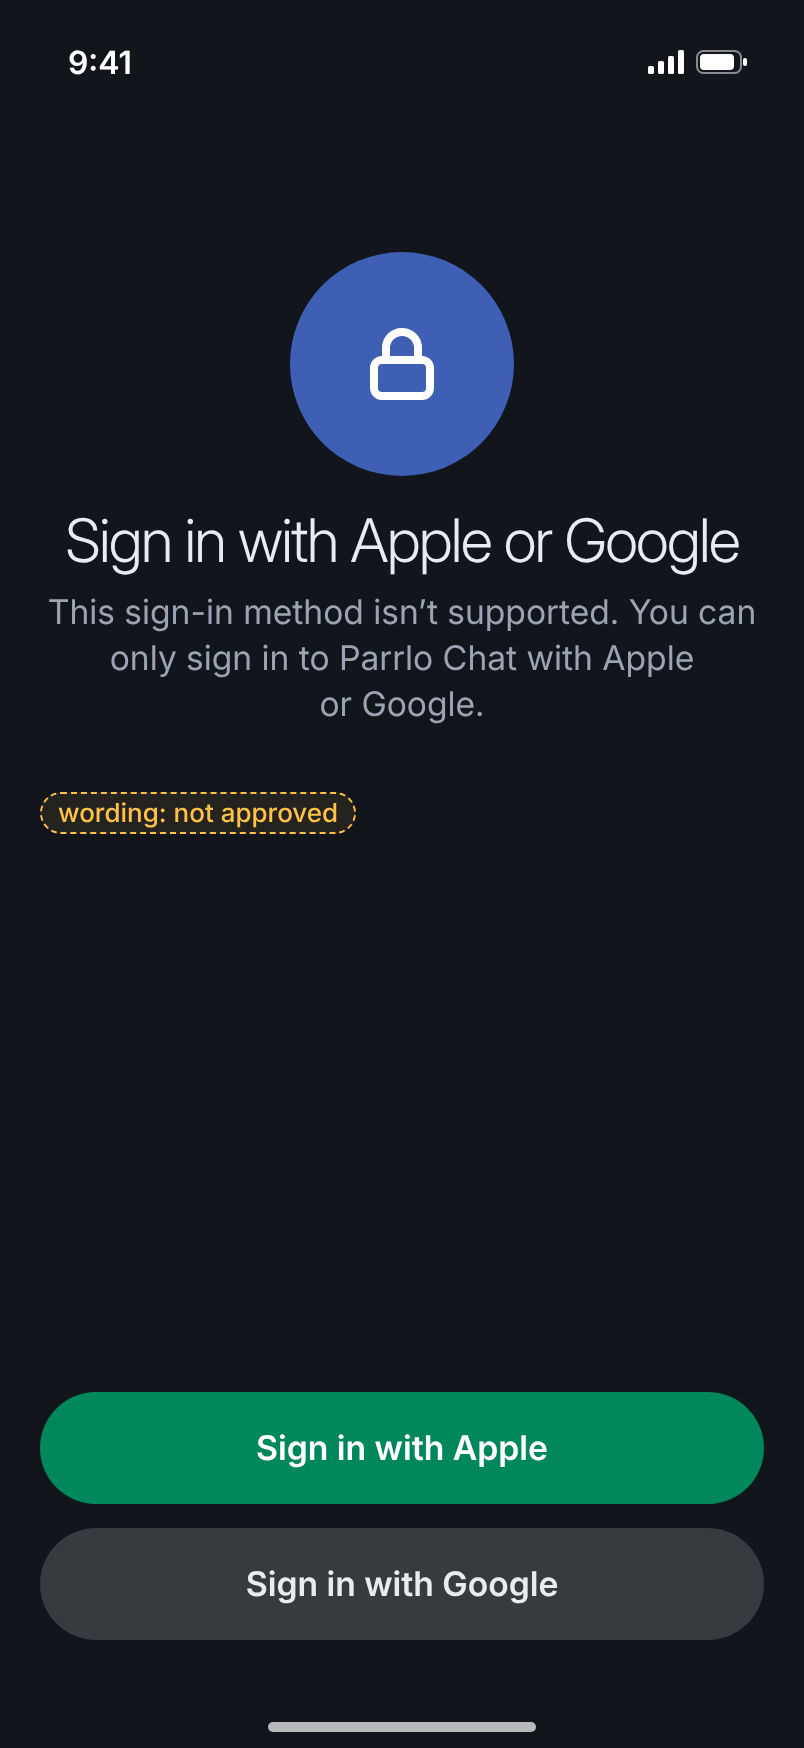 9:41
Sign in with Apple or Google
This sign-in method isn’t supported. You can
only sign in to Parrlo Chat with Apple
or Google.
wording: not approved
Sign in with Apple
Sign in with Google